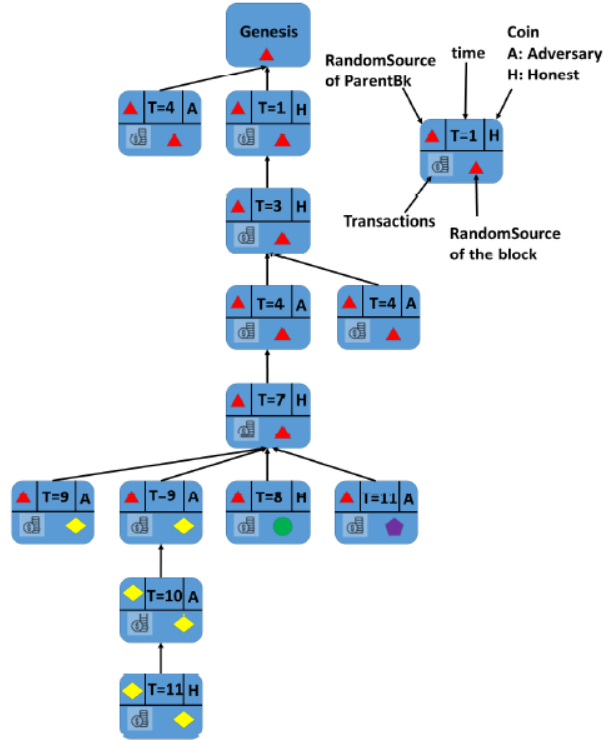 Genesis
RandomSource
of ParentBk
time
Coin
A: Adversary
H: Honest
T=4 A
T=1 H
T=1 H
Transactions
RandomSource
of the block
T=3 H
T=4 A
T=4 A
T=7 H
T=9 A
T=9 A
T=8 H
T=11 A
T=10 A
T=11 H